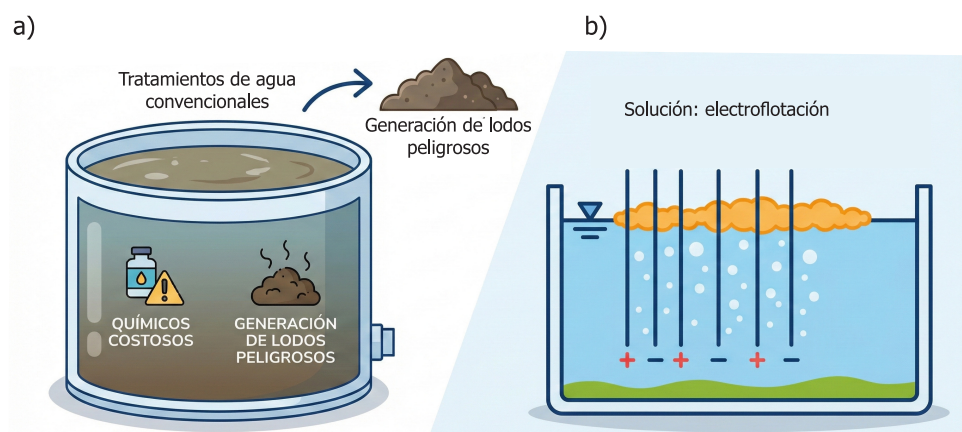 a)
Tratamientos de agua
convencionales
Generación de lodos
peligrosos
QUÍMICOS
COSTOSOS
GENERACIÓN
DE LODOS
PELIGROSOS
b)
Solución: electroflotación
+ − + − + −